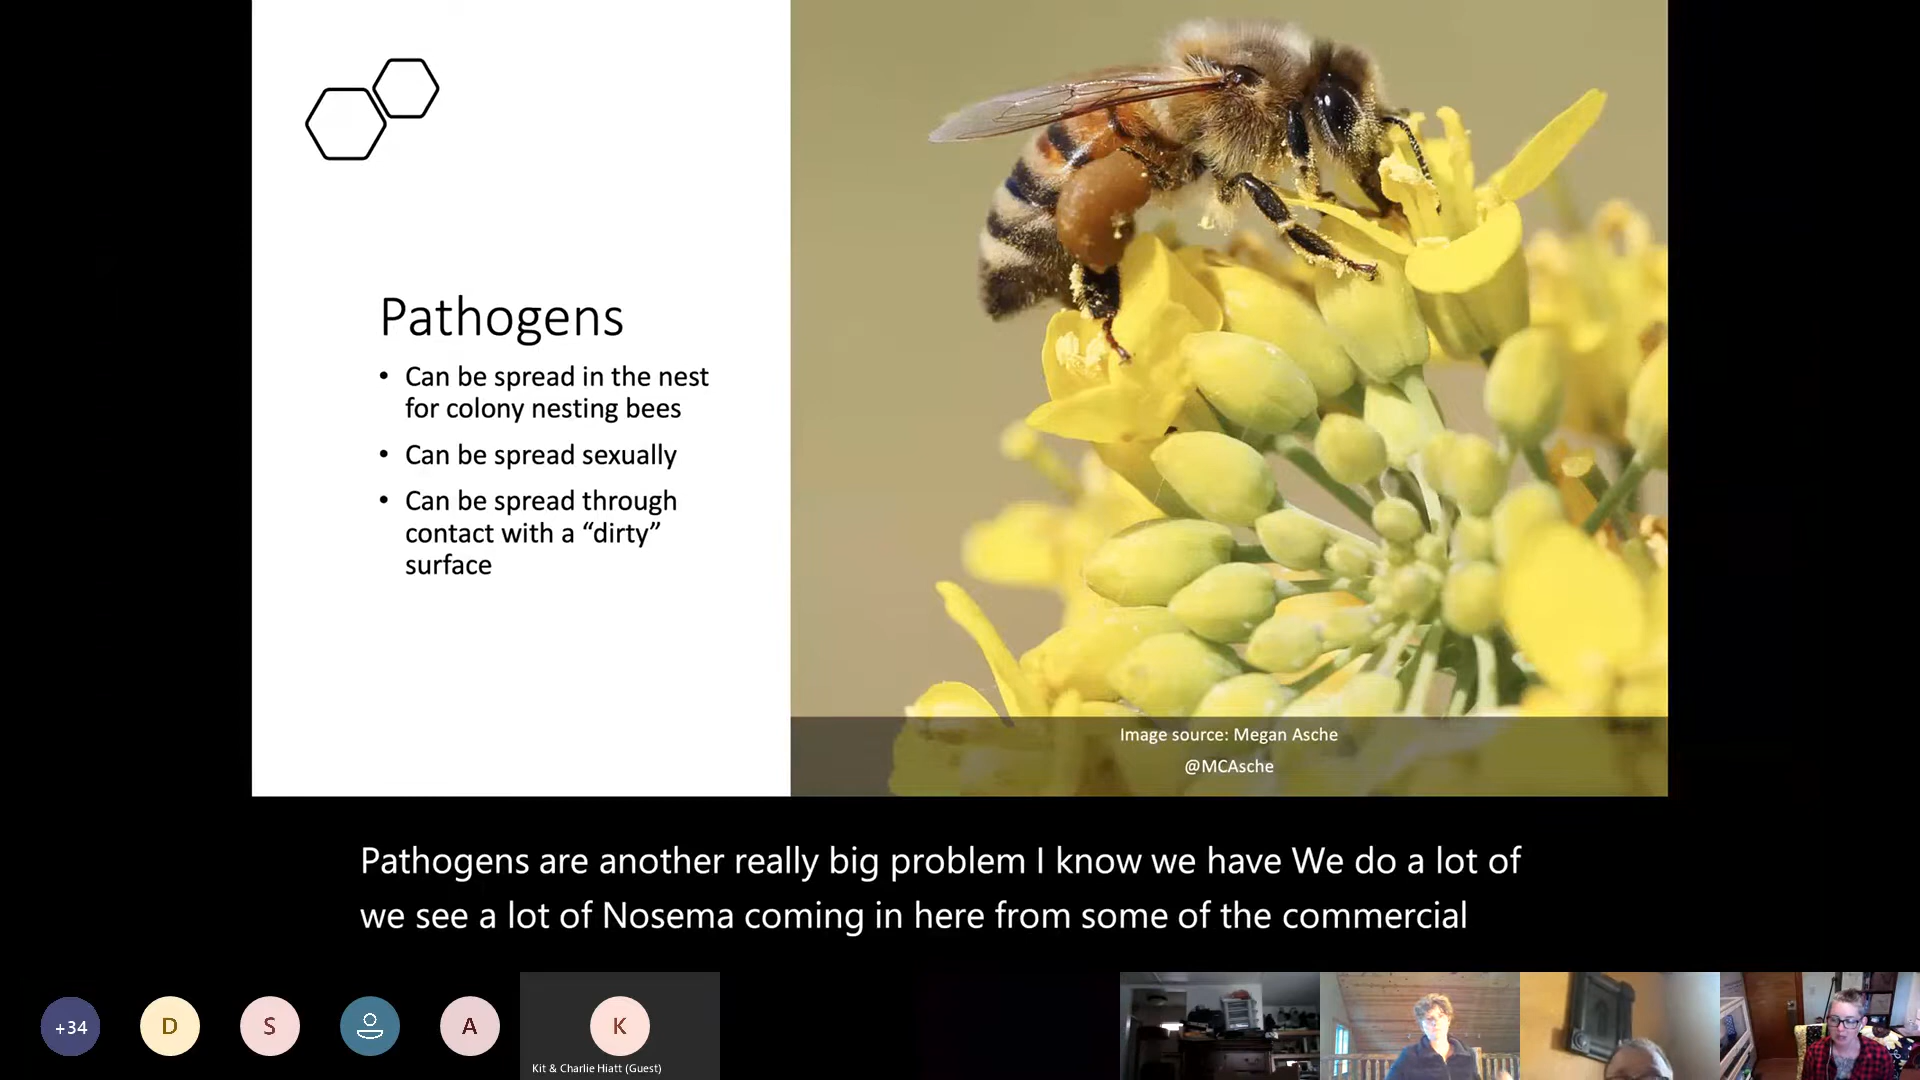 Pathogens
• Can be spread in the nest
for colony nesting bees
• Can be spread sexually
• Can be spread through
contact with a “dirty”
surface
Image source: Megan Asche
@MCAsche
Pathogens are another really big problem I know we have We do a lot of
we see a lot of Nosema coming in here from some of the commercial
+34
D
S
A
K
Kit & Charlie Hiatt (Guest)